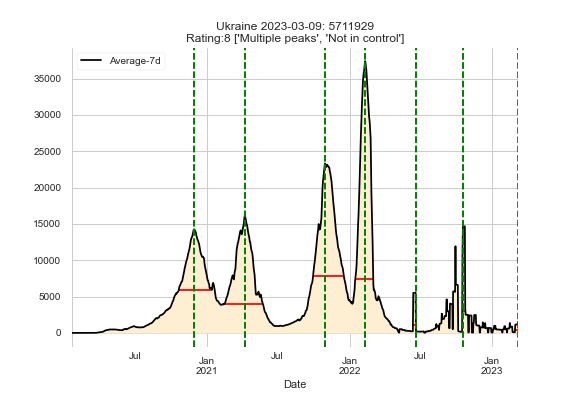 Ukraine 2023-03-09: 5711929
Rating:8 ['Multiple peaks', 'Not in control']
Average-7d
35000
30000
25000
20000
15000
10000
5000
0
Jul
Jan
2021
Jul
Jan
2022
Jul
Jan
2023
Date